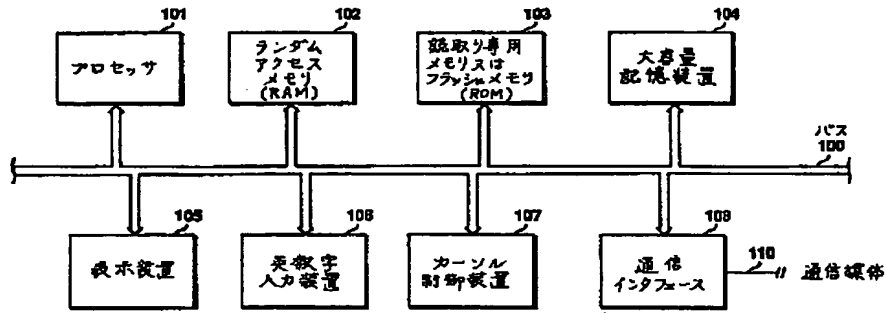 101
102
103
104
プロセッサ
ランダム
アクセス
メモリ
(RAM)
読取り専用
メモリ又は
フラッシュメモリ
(ROM)
大容量
記憶装置
バス
100
105
106
107
108
表示装置
英数字
入力装置
カーソル
制御装置
通信
インタフェース
110
通信媒体